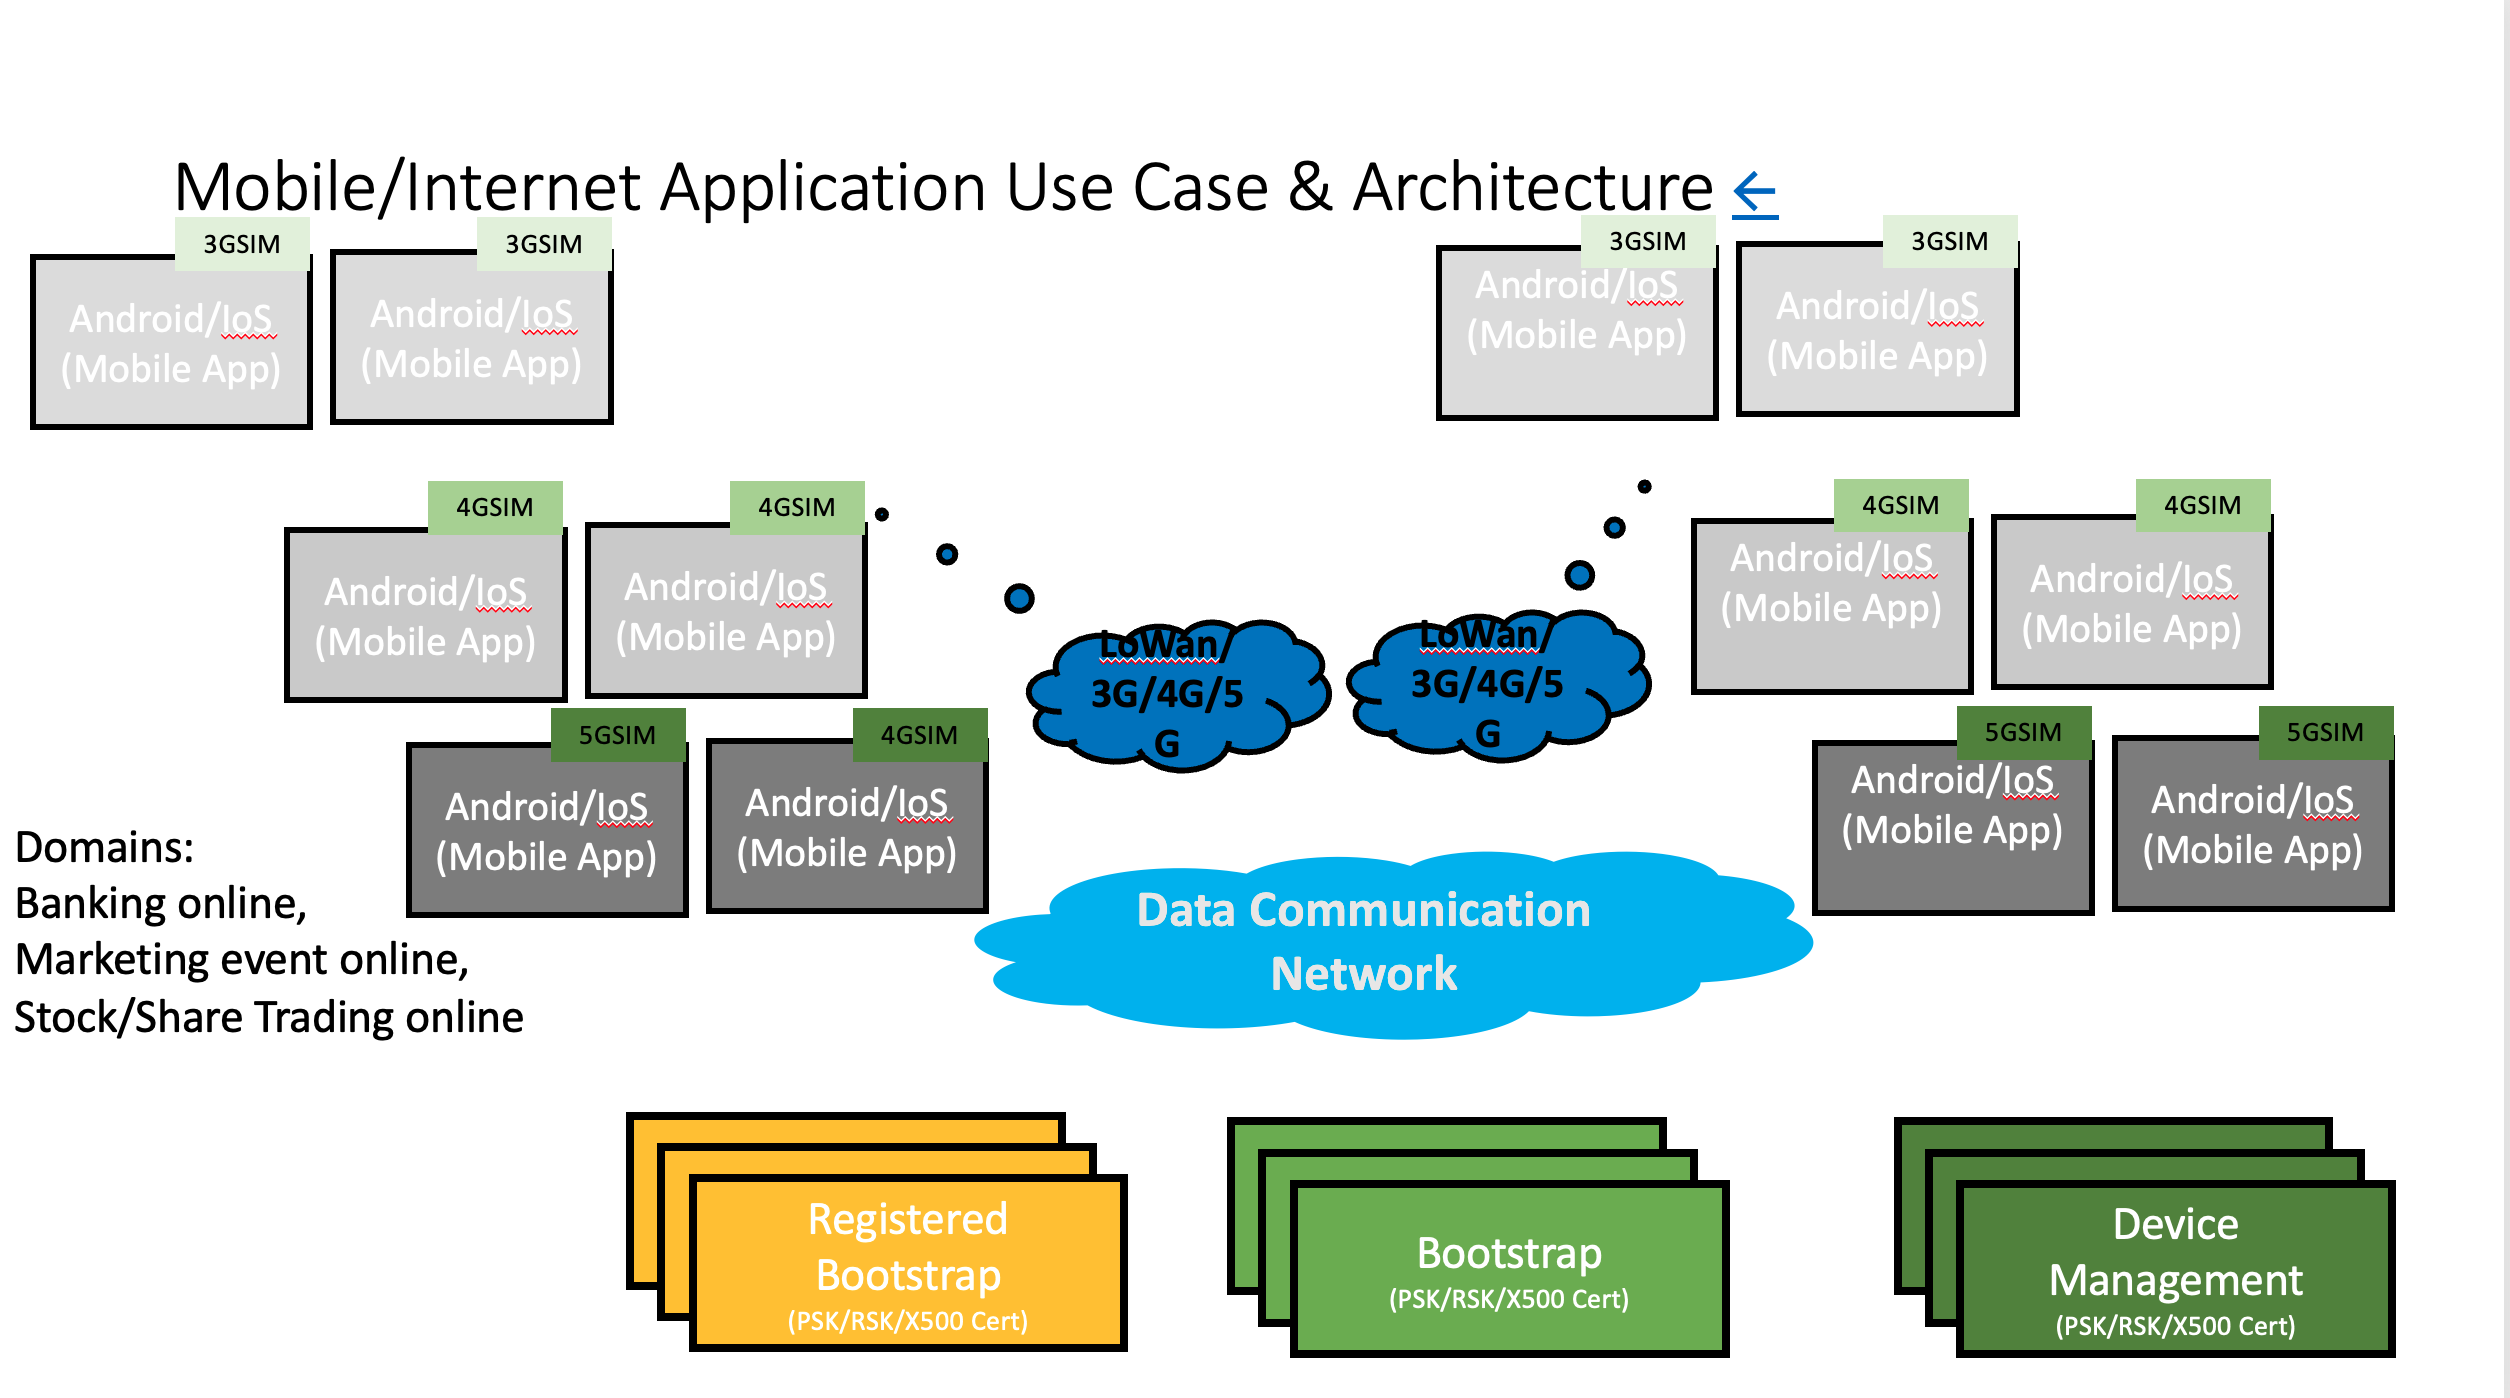 Mobile/Internet Application Use Case & Architecture ←
3GSIM
Android/IoS
(Mobile App)
3GSIM
Android/IoS
(Mobile App)
3GSIM
Android/IoS
(Mobile App)
3GSIM
Android/IoS
(Mobile App)
4GSIM
Android/IoS
(Mobile App)
4GSIM
Android/IoS
(Mobile App)
4GSIM
Android/IoS
(Mobile App)
4GSIM
Android/IoS
(Mobile App)
LoWan/
3G/4G/5
G
LoWan/
3G/4G/5
G
5GSIM
Android/IoS
(Mobile App)
4GSIM
Android/IoS
(Mobile App)
5GSIM
Android/IoS
(Mobile App)
5GSIM
Android/IoS
(Mobile App)
Domains:
Banking online,
Marketing event online,
Stock/Share Trading online
Data Communication
Network
Registered
Bootstrap
(PSK/RSK/X500 Cert)
Bootstrap
(PSK/RSK/X500 Cert)
Device
Management
(PSK/RSK/X500 Cert)